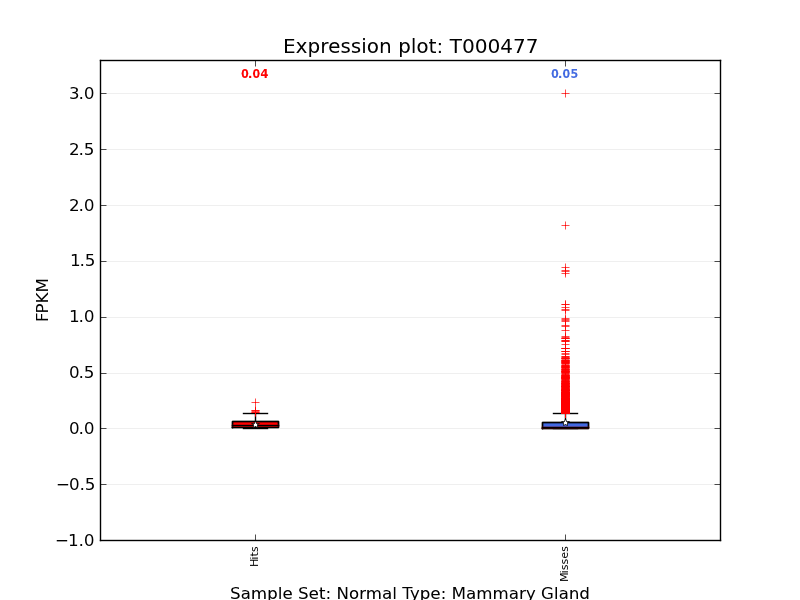 Expression plot: T000477
0.04 0.05
3.0
2.5
2.0
1.5
1.0
0.5
0.0
−0.5
−1.0
FPKM
Hits Misses
Sample Set: Normal Type: Mammary Gland